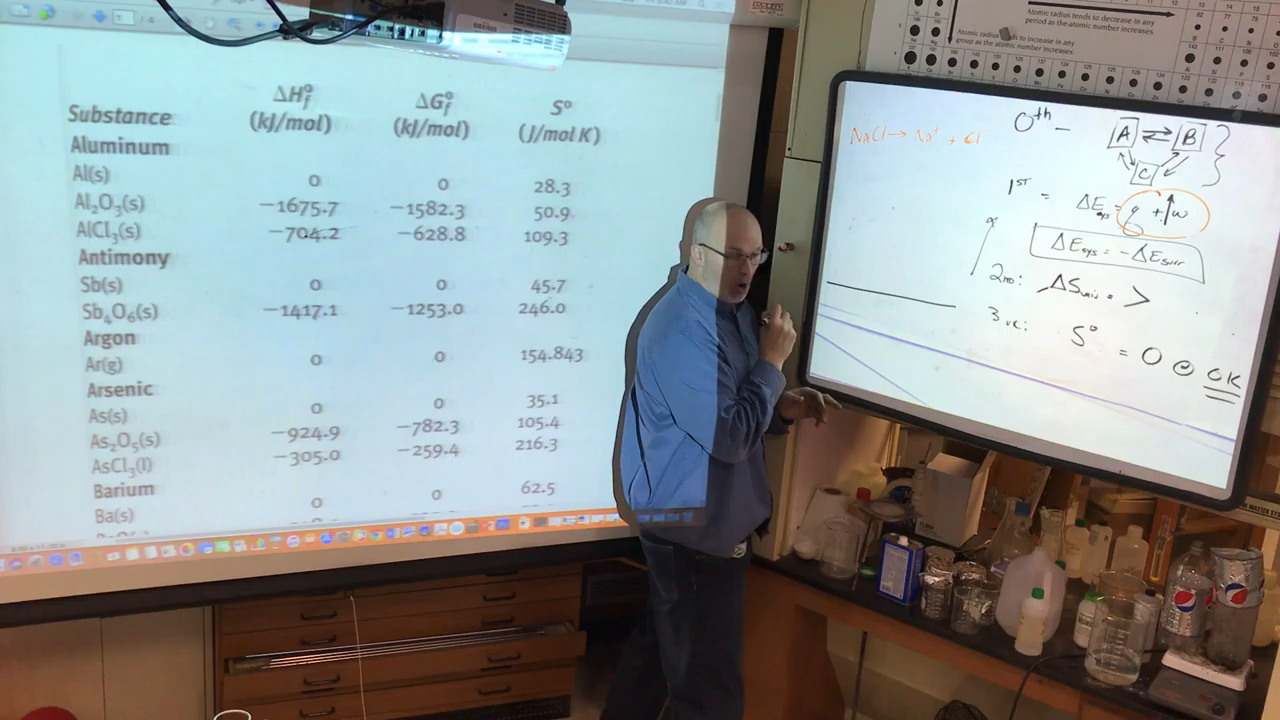 Substance ΔH°f (kJ/mol) ΔG°f (kJ/mol) S° (J/mol K)
Aluminum
Al(s) 0 0 28.3
Al₂O₃(s) −1675.7 −1582.3 50.9
AlCl₃(s) −704.2 −628.8 109.3
Antimony
Sb(s) 0 0 45.7
Sb₄O₆(s) −1417.1 −1253.0 246.0
Argon
Ar(g) 0 0 154.843
Arsenic
As(s) 0 0 35.1
As₂O₅(s) −924.9 −782.3 105.4
AsCl₃(l) −305.0 −259.4 216.3
Barium
Ba(s) 0 0 62.5
Atomic radius tends to decrease in any
period as the atomic number increases.
Atomic radius tends to increase in any
group as the atomic number increases.
NaCl → Na⁺ + Cl
0th – A ⇌ B
C
1ST = ΔEsys = q + w
ΔEsys = −ΔEsurr
2nd: ΔSuniv = >
S° = 0 @ 0K
pepsi